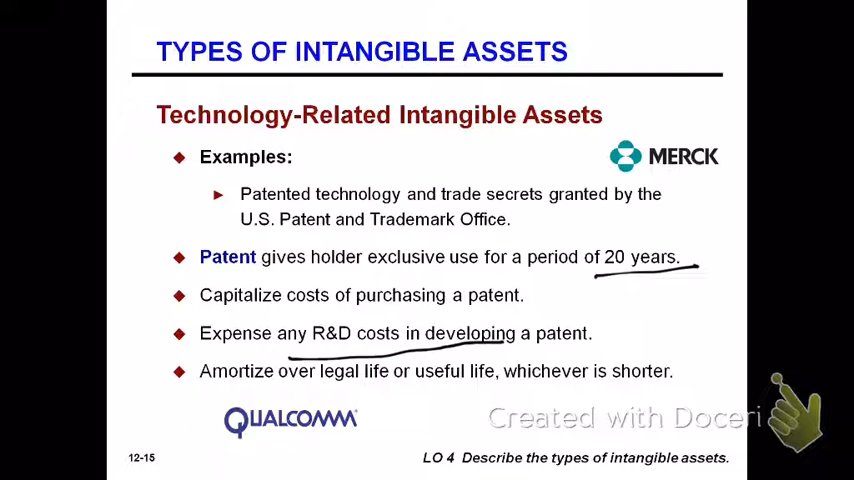 TYPES OF INTANGIBLE ASSETS
Technology-Related Intangible Assets
Examples:
MERCK
Patented technology and trade secrets granted by the
U.S. Patent and Trademark Office.
Patent gives holder exclusive use for a period of 20 years.
Capitalize costs of purchasing a patent.
Expense any R&D costs in developing a patent.
Amortize over legal life or useful life, whichever is shorter.
QUALCOMM®
Created with Doceri
12-15
LO 4 Describe the types of intangible assets.